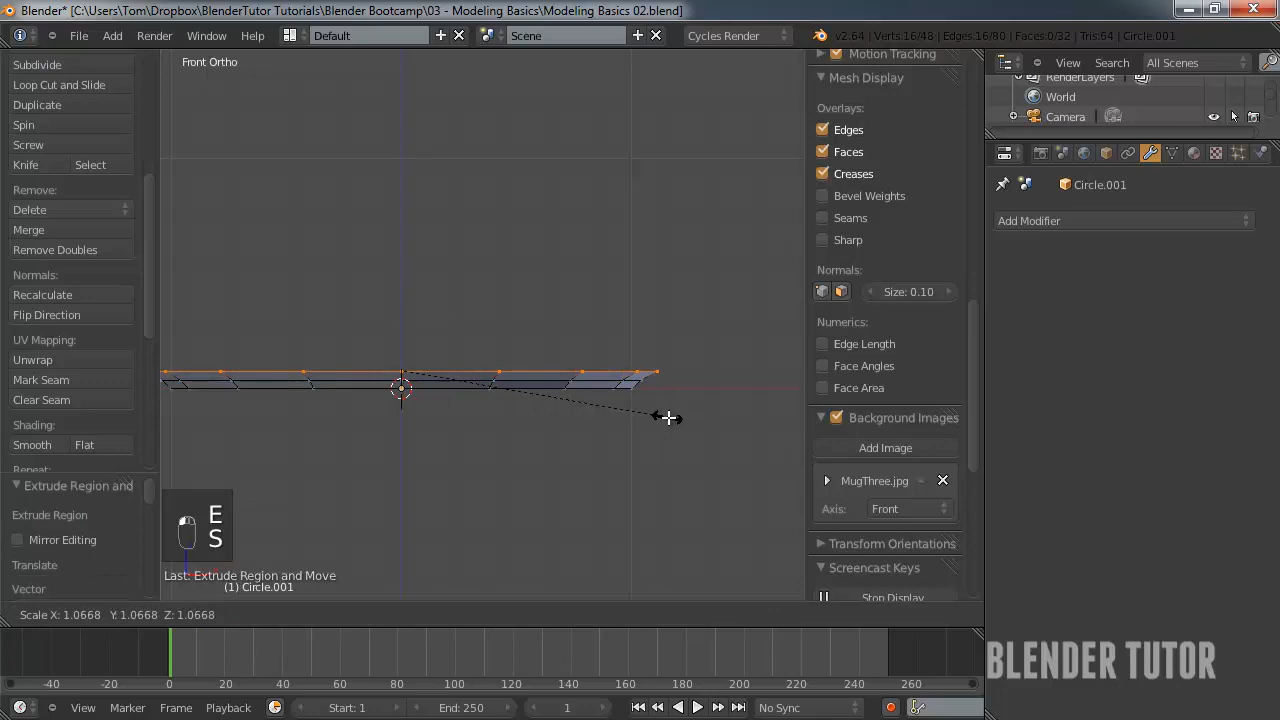 Blender* [C:\Users\Tom\Dropbox\BlenderTutor Tutorials\Blender Bootcamp\03 - Modeling Basics\Modeling Basics 02.blend]
File Add Render Window Help Default Scene Cycles Render v2.64 | Verts:16/48 | Edges:16/80 | Faces:0/32 | Tris:64 | Circle.001
Front Ortho
Subdivide
Loop Cut and Slide
Duplicate
Spin
Screw
Knife Select
Remove:
Delete
Merge
Remove Doubles
Normals:
Recalculate
Flip Direction
UV Mapping:
Unwrap
Mark Seam
Clear Seam
Shading:
Smooth Flat
Repeat:
Extrude Region and
Extrude Region
Mirror Editing
Translate
Vector
E
S
Last: Extrude Region and Move
(1) Circle.001
Scale X: 1.0668 Y: 1.0668 Z: 1.0668
Motion Tracking
Mesh Display
Overlays:
Edges
Faces
Creases
Bevel Weights
Seams
Sharp
Normals:
Size: 0.10
Numerics:
Edge Length
Face Angles
Face Area
Background Images
Add Image
MugThree.jpg
Axis: Front
Transform Orientations
Screencast Keys
Stop Display
View Search All Scenes
RenderLayers
World
Camera
Circle.001
Add Modifier
-40 -20 0 20 40 60 80 100 120 140 160 180 200 220 240 260
View Marker Frame Playback Start: 1 End: 250 1 No Sync
BLENDER TUTOR